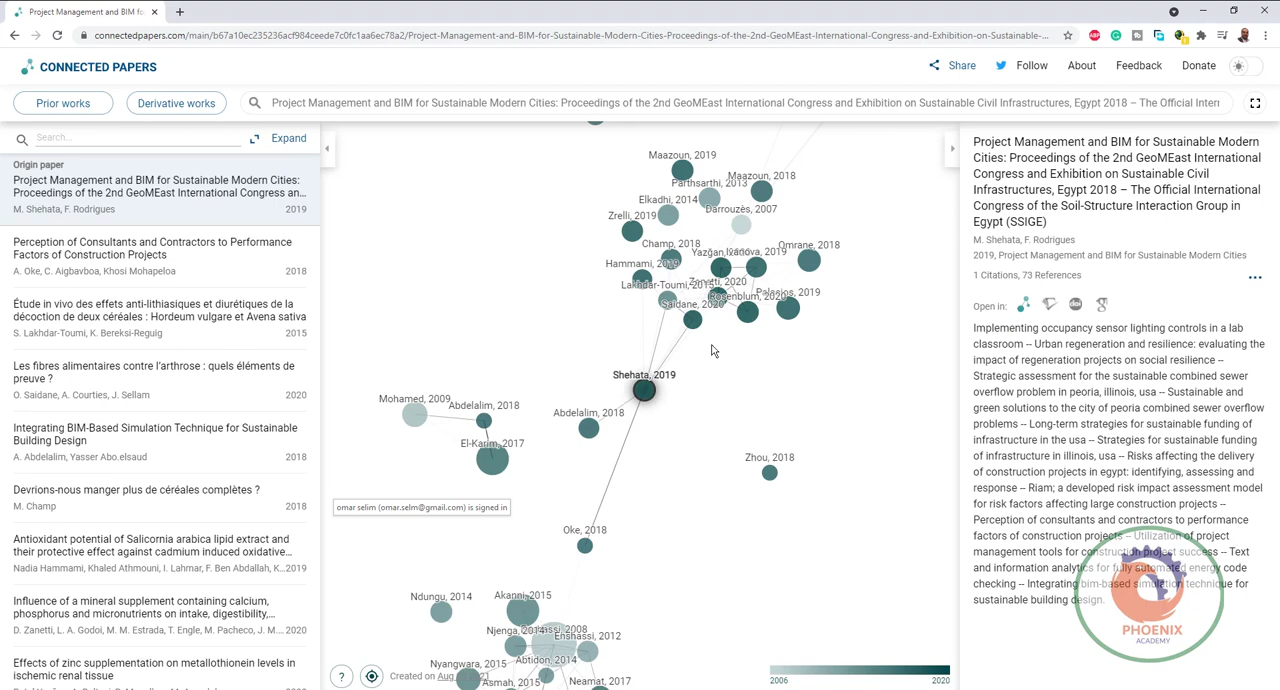 Project Management and BIM fo
connectedpapers.com/main/b67a10ec235236acf984ceede7c0fc1aa6ec78a2/Project-Management-and-BIM-for-Sustainable-Modern-Cities-Proceedings-of-the-2nd-GeoMEast-International-Congress-and-Exhibition-on-Sustainable-...
CONNECTED PAPERS
Share
Follow
About
Feedback
Donate
Prior works
Derivative works
Project Management and BIM for Sustainable Modern Cities: Proceedings of the 2nd GeoMEast International Congress and Exhibition on Sustainable Civil Infrastructures, Egypt 2018 – The Official Intern
Search...
Expand
Origin paper
Project Management and BIM for Sustainable Modern Cities:
Proceedings of the 2nd GeoMEast International Congress an...
M. Shehata, F. Rodrigues 2019
Perception of Consultants and Contractors to Performance
Factors of Construction Projects
A. Oke, C. Aigbavboa, Khosi Mohapeloa 2018
Étude in vivo des effets anti-lithiasiques et diurétiques de la
décoction de deux céréales : Hordeum vulgare et Avena sativa
S. Lakhdar-Toumi, K. Bereksi-Reguig 2019
Les fibres alimentaires contre l'arthrose : quels éléments de
preuve ?
O. Saidane, A. Courties, J. Sellam 2020
Integrating BIM-Based Simulation Technique for Sustainable
Building Design
A. Abdelalim, Yasser Abo.elsaud 2018
Devrions-nous manger plus de céréales complètes ?
M. Champ 2018
Antioxidant potential of Salicornia arabica lipid extract and
their protective effect against cadmium induced oxidative...
Nadia Hammami, Khaled Athmouni, I. Lahmar, F. Ben Abdallah, K... 2019
Influence of a mineral supplement containing calcium,
phosphorus and micronutrients on intake, digestibility,...
D. Zanetti, L. A. Godoi, M. M. Estrada, T. Engle, M. Pacheco, J. M... 2020
Effects of zinc supplementation on metallothionein levels in
ischemic renal tissue
Maazoun, 2019
Maazoun, 2018
Parthsarthi, 2013
Elkadhi, 2014
Darrouzès, 2007
Zrelli, 2019
Champ, 2018
Ivanova, 2019
Omrane, 2018
Hammami, 2019
Lakhdar-Toumi, 2019
Zanetti, 2020
Palacios, 2019
Rosenblum, 2020
Saidane, 2020
Shehata, 2019
Mohamed, 2009
Abdelalim, 2018
Abdelalim, 2018
El-Karim, 2017
Zhou, 2018
omar selim (omar.selm@gmail.com) is signed in
Oke, 2018
Ndungu, 2014
Akanni, 2015
Njenga, 2014
Enshassi, 2012
Abtidon, 2014
Nyangwara, 2015
Asmah, 2015
Neamat, 2017
?
Created on
2006
2020
Project Management and BIM for Sustainable Modern
Cities: Proceedings of the 2nd GeoMEast International
Congress and Exhibition on Sustainable Civil
Infrastructures, Egypt 2018 – The Official International
Congress of the Soil-Structure Interaction Group in
Egypt (SSIGE)
M. Shehata, F. Rodrigues
2019, Project Management and BIM for Sustainable Modern Cities
1 Citations, 73 References
Open in:
Implementing occupancy sensor lighting controls in a lab
classroom -- Urban regeneration and resilience: evaluating the
impact of regeneration projects on social resilience --
Strategic assessment for the sustainable combined sewer
overflow problem in peoria, illinois, usa -- Sustainable and
green solutions to the city of peoria combined sewer overflow
problems -- Long-term strategies for sustainable funding of
infrastructure in the usa -- Strategies for sustainable funding
of infrastructure in illinois, usa -- Risks affecting the delivery
of construction projects in egypt: identifying, assessing and
response -- Riam; a developed risk impact assessment model
for risk factors affecting large construction projects --
Perception of consultants and contractors to performance
factors of construction projects -- Utilization of project
management tools for construction project success -- Text
and information analytics for fully automated energy code
checking -- Integrating bim-based simulation technique for
sustainable building design.
PHOENIX
ACADEMY